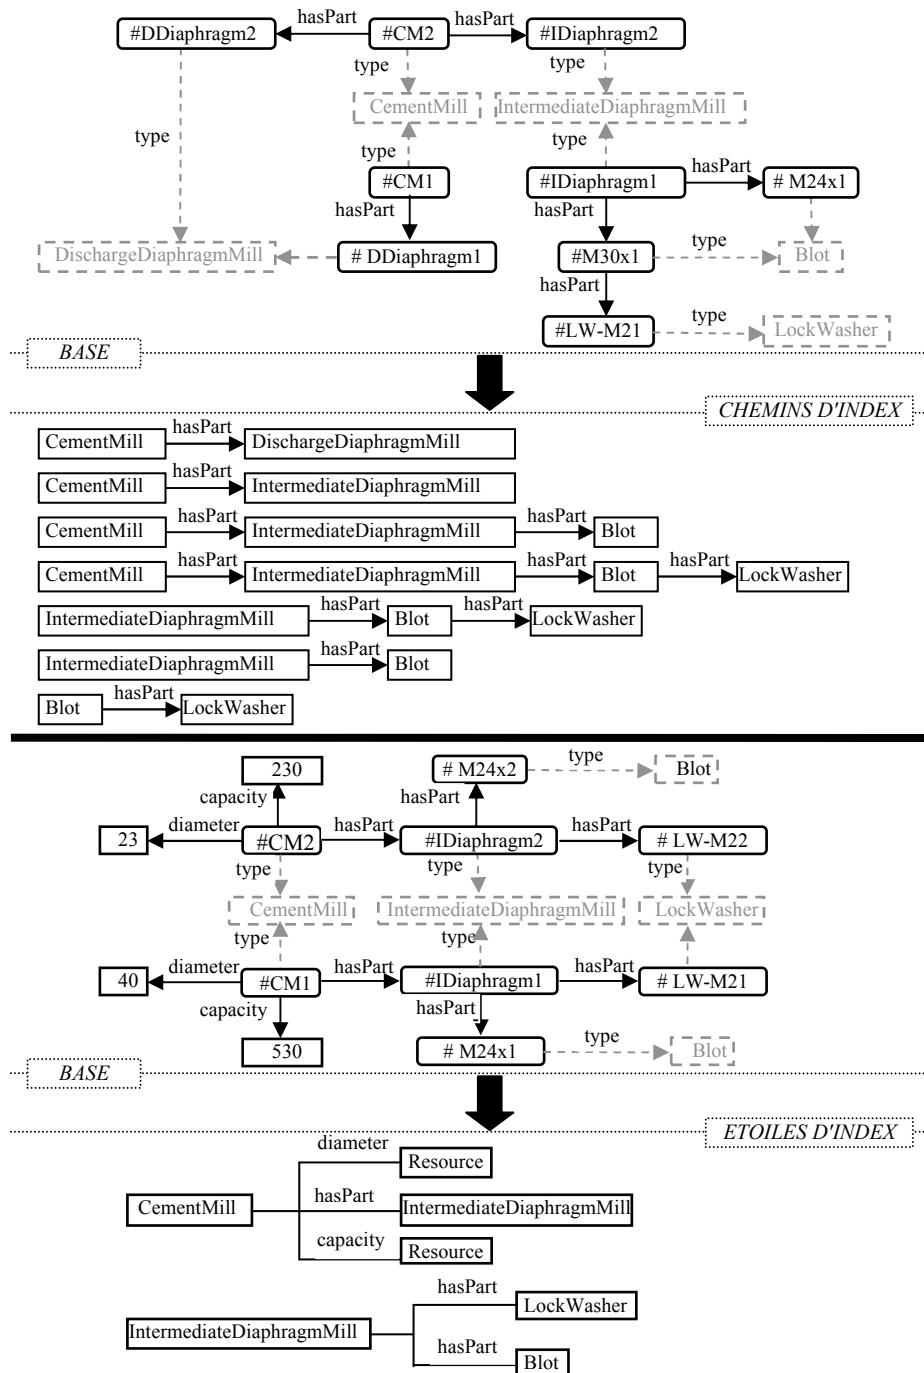 hasPart hasPart
#DDiaphragm2 #CM2 #IDiaphragm2
type type
CementMill IntermediateDiaphragmMill
type
type type
hasPart
#CM1 #IDiaphragm1 # M24x1
hasPart hasPart
type
DischargeDiaphragmMill # DDiaphragm1 #M30x1 Blot
hasPart
type
#LW-M21 LockWasher
BASE
CHEMINS D'INDEX
hasPart
CementMill DischargeDiaphragmMill
hasPart
CementMill IntermediateDiaphragmMill
hasPart hasPart
CementMill IntermediateDiaphragmMill Blot
hasPart hasPart hasPart
CementMill IntermediateDiaphragmMill Blot LockWasher
hasPart hasPart
IntermediateDiaphragmMill Blot LockWasher
hasPart
IntermediateDiaphragmMill Blot
hasPart
Blot LockWasher
type
230 # M24x2 Blot
capacity hasPart
diameter hasPart hasPart
23 #CM2 #IDiaphragm2 # LW-M22
type type type
CementMill IntermediateDiaphragmMill LockWasher
type type
diameter hasPart hasPart
40 #CM1 #IDiaphragm1 # LW-M21
capacity hasPart
type
530 # M24x1 Blot
BASE
ETOILES D'INDEX
diameter
Resource
hasPart
CementMill IntermediateDiaphragmMill
capacity
Resource
hasPart
LockWasher
IntermediateDiaphragmMill
hasPart
Blot